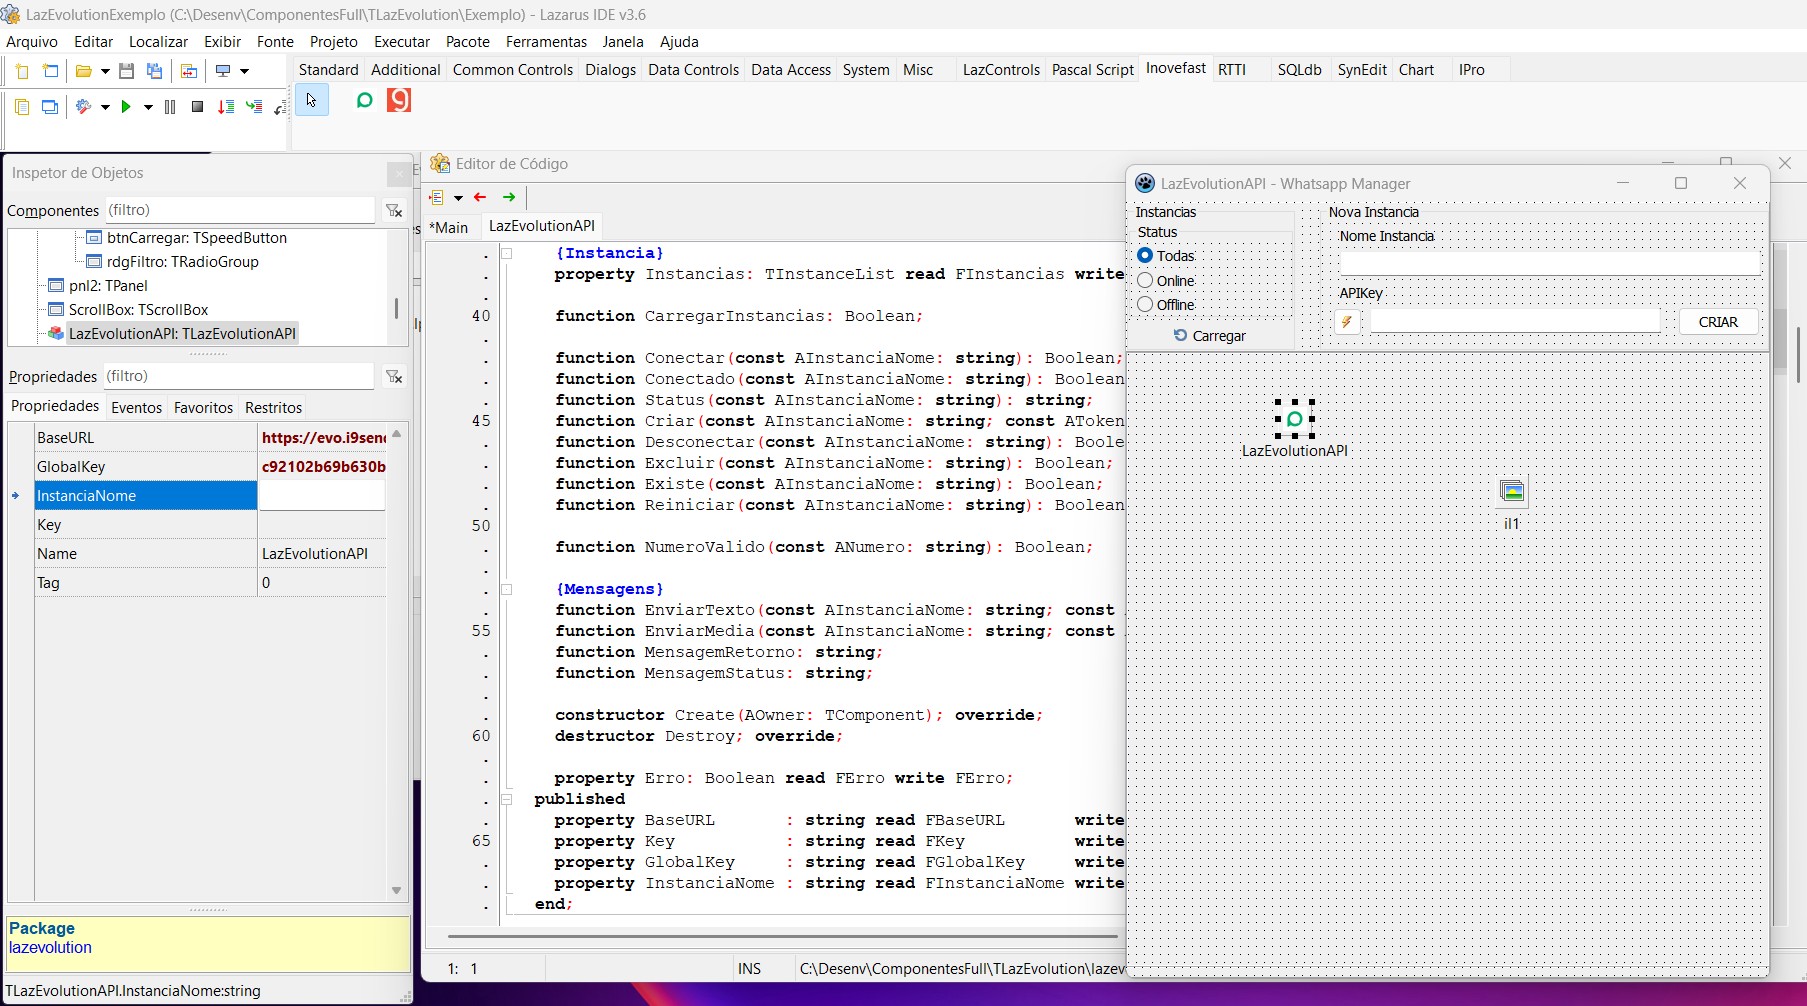 LazEvolutionExemplo (C:\Desenv\ComponentesFull\TLazEvolution\Exemplo) - Lazarus IDE v3.6
Arquivo Editar Localizar Exibir Fonte Projeto Executar Pacote Ferramentas Janela Ajuda
Standard Additional Common Controls Dialogs Data Controls Data Access System Misc LazControls Pascal Script Inovefast RTTI SQLdb SynEdit Chart IPro
Inspetor de Objetos
Componentes (filtro)
btnCarregar: TSpeedButton
rdgFiltro: TRadioGroup
pnl2: TPanel
ScrollBox: TScrollBox
LazEvolutionAPI: TLazEvolutionAPI
Propriedades (filtro)
Propriedades Eventos Favoritos Restritos
BaseURL https://evo.i9send
GlobalKey c92102b69b630b
InstanciaNome
Key
Name LazEvolutionAPI
Tag 0
Package
lazevolution
TLazEvolutionAPI.InstanciaNome:string
Editor de Código
*Main LazEvolutionAPI
{Instancia}
property Instancias: TInstanceList read FInstancias write
40 function CarregarInstancias: Boolean;
function Conectar(const AInstanciaNome: string): Boolean;
function Conectado(const AInstanciaNome: string): Boolean
function Status(const AInstanciaNome: string): string;
45 function Criar(const AInstanciaNome: string; const AToken
function Desconectar(const AInstanciaNome: string): Boole
function Excluir(const AInstanciaNome: string): Boolean;
function Existe(const AInstanciaNome: string): Boolean;
function Reiniciar(const AInstanciaNome: string): Boolean
50
function NumeroValido(const ANumero: string): Boolean;
{Mensagens}
function EnviarTexto(const AInstanciaNome: string; const
55 function EnviarMedia(const AInstanciaNome: string; const
function MensagemRetorno: string;
function MensagemStatus: string;
constructor Create(AOwner: TComponent); override;
60 destructor Destroy; override;
property Erro: Boolean read FErro write FErro;
published
property BaseURL : string read FBaseURL write
65 property Key : string read FKey write
property GlobalKey : string read FGlobalKey write
property InstanciaNome : string read FInstanciaNome write
end;
1: 1 INS C:\Desenv\ComponentesFull\TLazEvolution\lazev
LazEvolutionAPI - Whatsapp Manager
Instancias
Status
Todas
Online
Offline
Carregar
Nova Instancia
Nome Instancia
APIKey
CRIAR
LazEvolutionAPI
il1